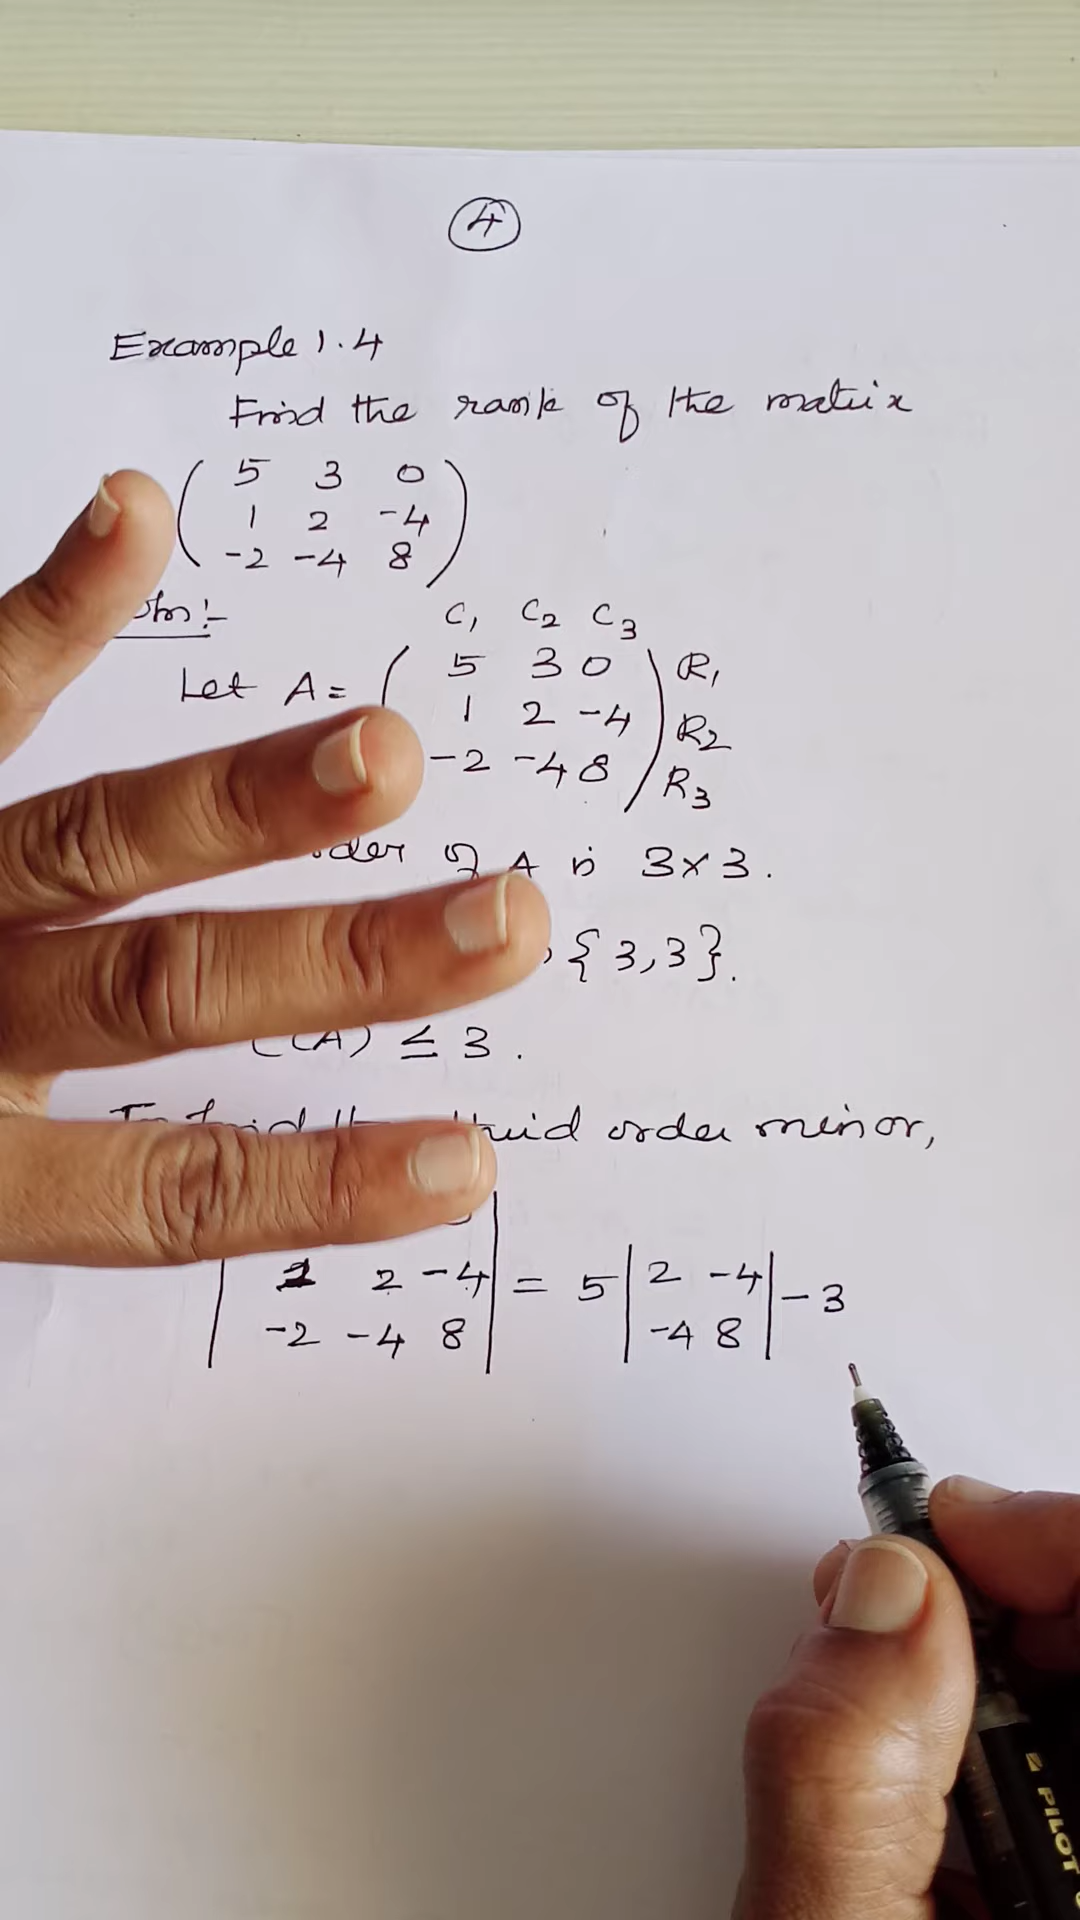 4
Example 1.4
Find the rank of the matrix
5 3 0
1 2 -4
-2 -4 8
C1 C2 C3
Let A = ( 5 3 0 ) R1
1 2 -4 R2
-2 -4 8 R3
of A is 3×3.
{3,3}.
(A) ≤ 3.
order minor,
2 -4 | = 5 | 2 -4 | - 3
-2 -4 8 | -4 8 |
PILOT